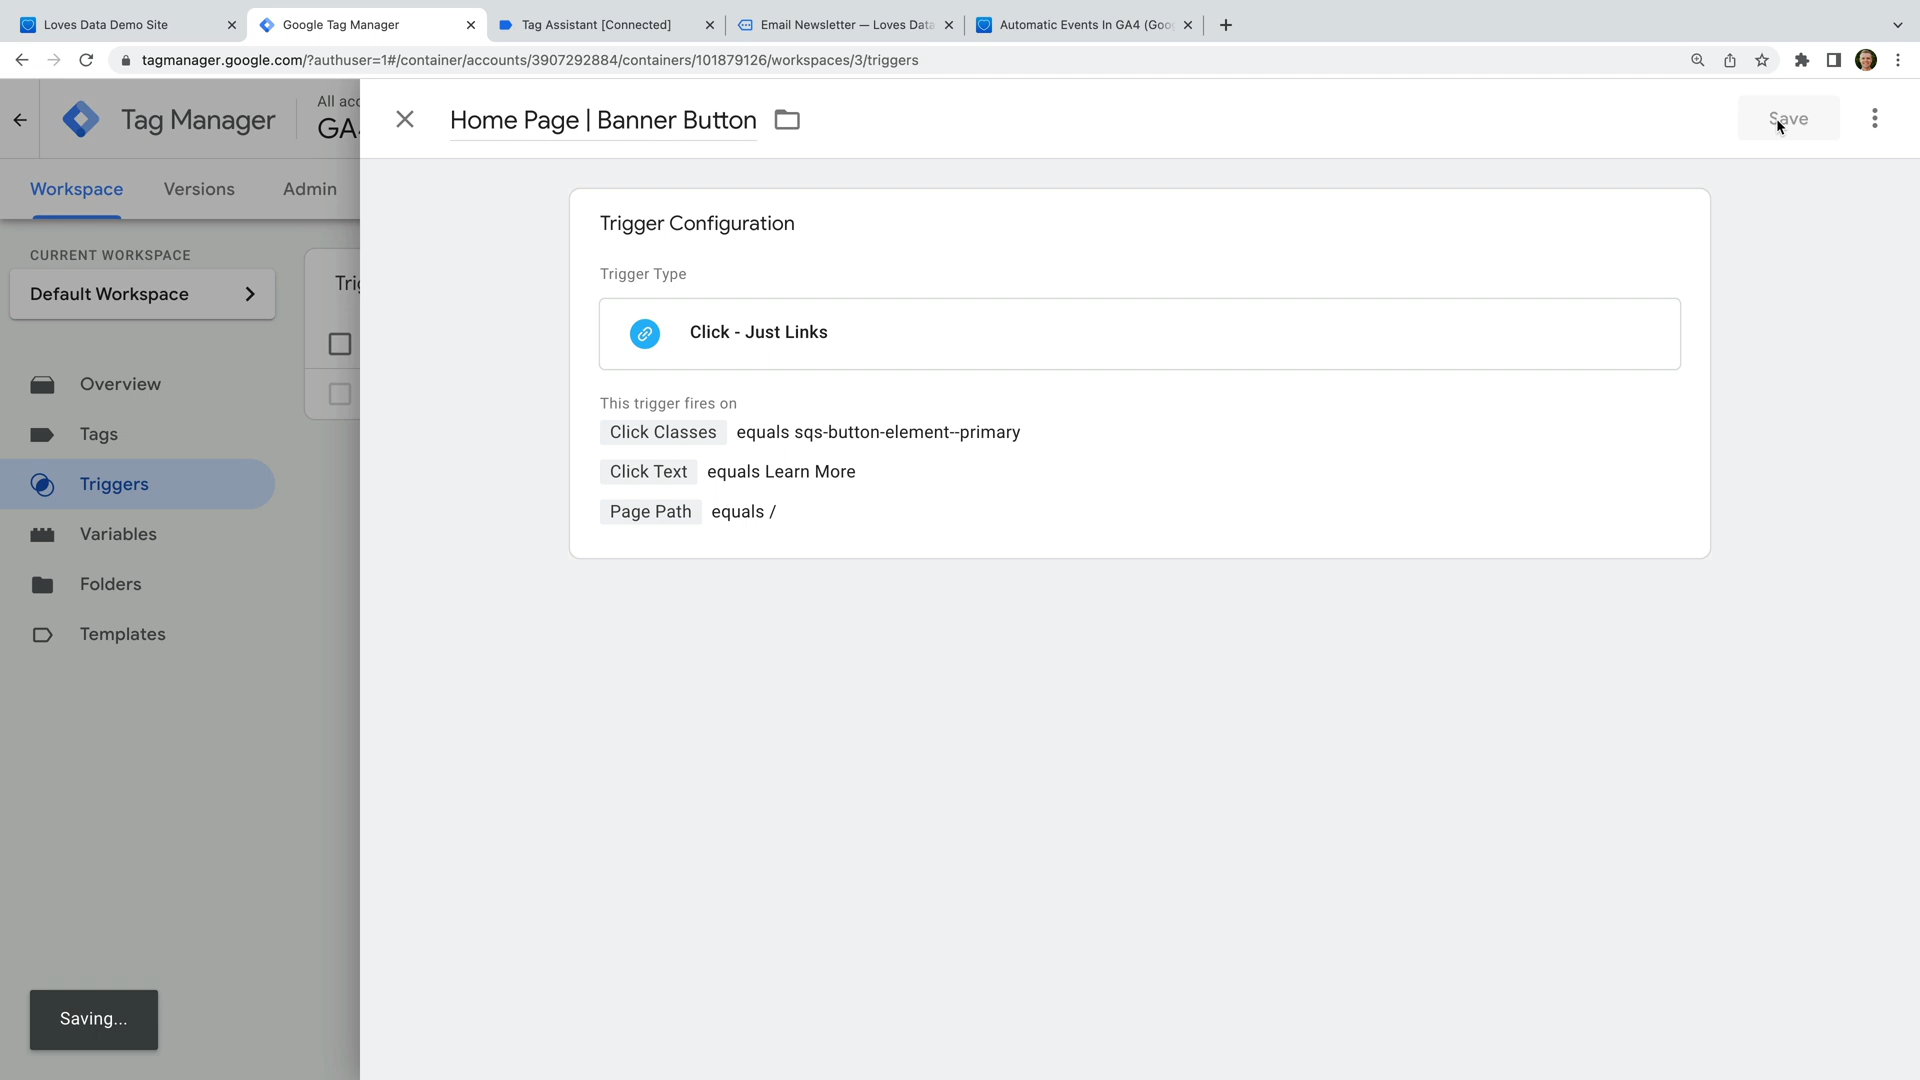 Loves Data Demo Site
Google Tag Manager
Tag Assistant [Connected]
Email Newsletter — Loves Data
Automatic Events In GA4 (Goo
tagmanager.google.com/?authuser=1#/container/accounts/3907292884/containers/101879126/workspaces/3/triggers
Tag Manager
All acc
GA
Home Page | Banner Button
Save
Workspace
Versions
Admin
CURRENT WORKSPACE
Default Workspace
Overview
Tags
Triggers
Variables
Folders
Templates
Trig
Trigger Configuration
Trigger Type
Click - Just Links
This trigger fires on
Click Classes equals sqs-button-element--primary
Click Text equals Learn More
Page Path equals /
Saving...